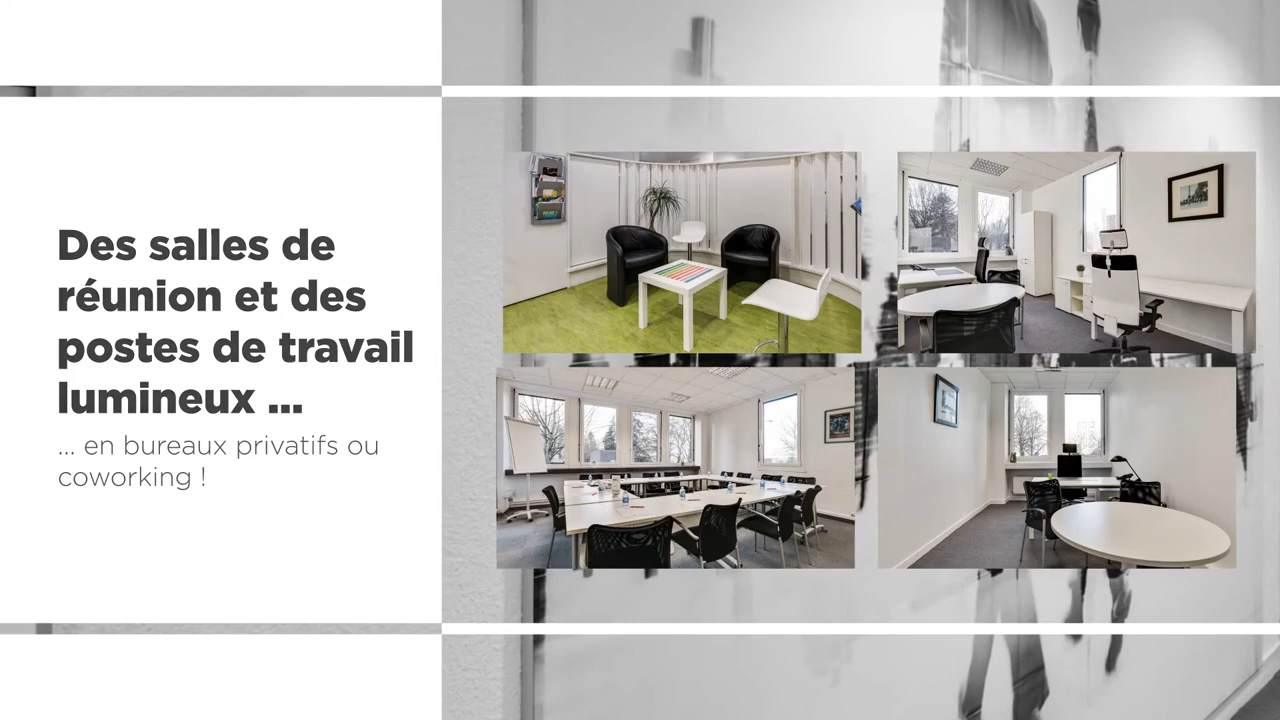 Des salles de
réunion et des
postes de travail
lumineux ...
... en bureaux privatifs ou
coworking !